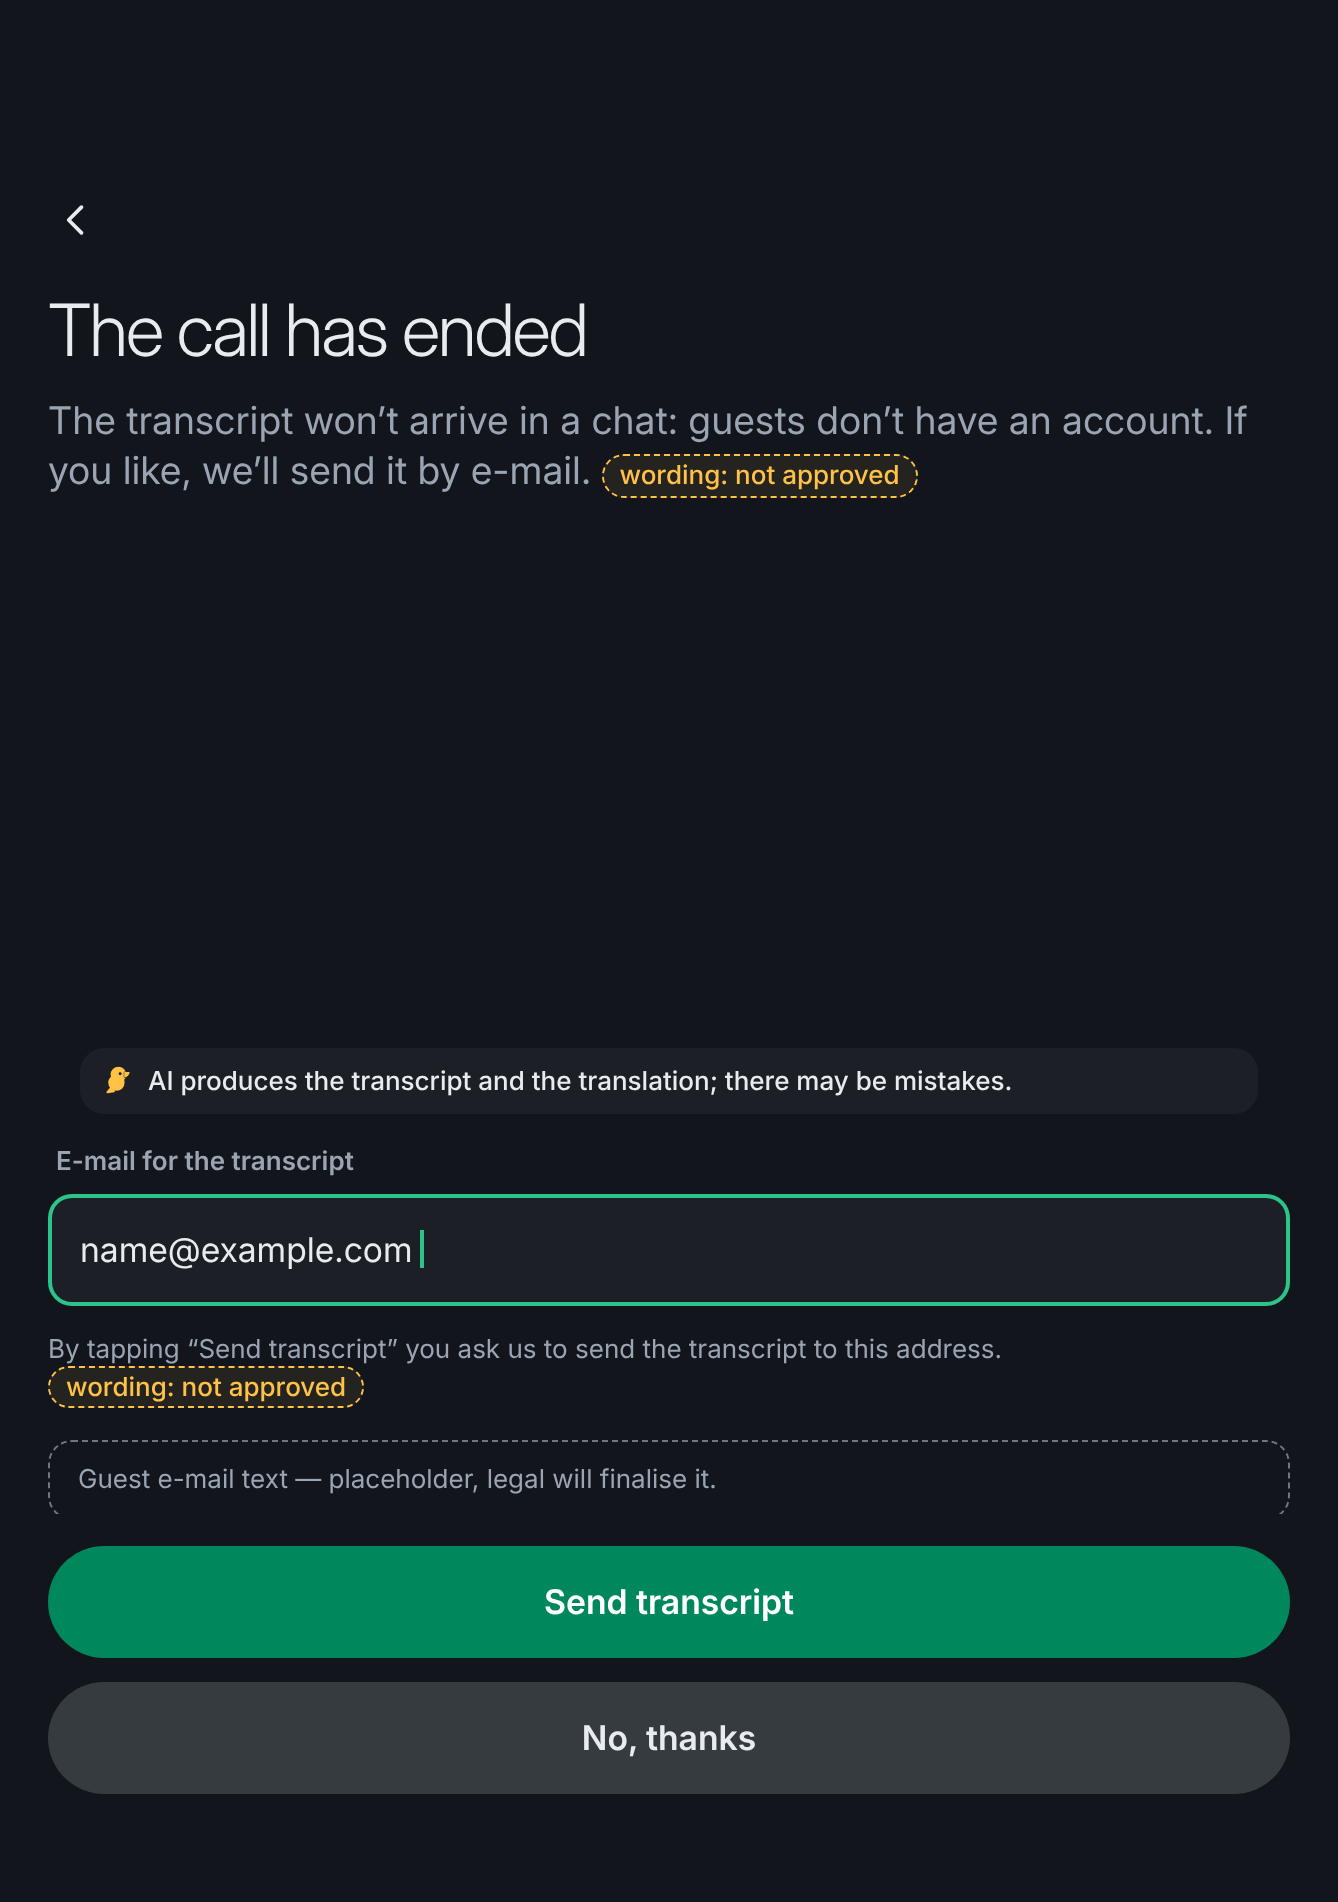 The call has ended
The transcript won’t arrive in a chat: guests don’t have an account. If
you like, we’ll send it by e-mail. wording: not approved
AI produces the transcript and the translation; there may be mistakes.
E-mail for the transcript
name@example.com
By tapping “Send transcript” you ask us to send the transcript to this address.
wording: not approved
Guest e-mail text — placeholder, legal will finalise it.
Send transcript
No, thanks